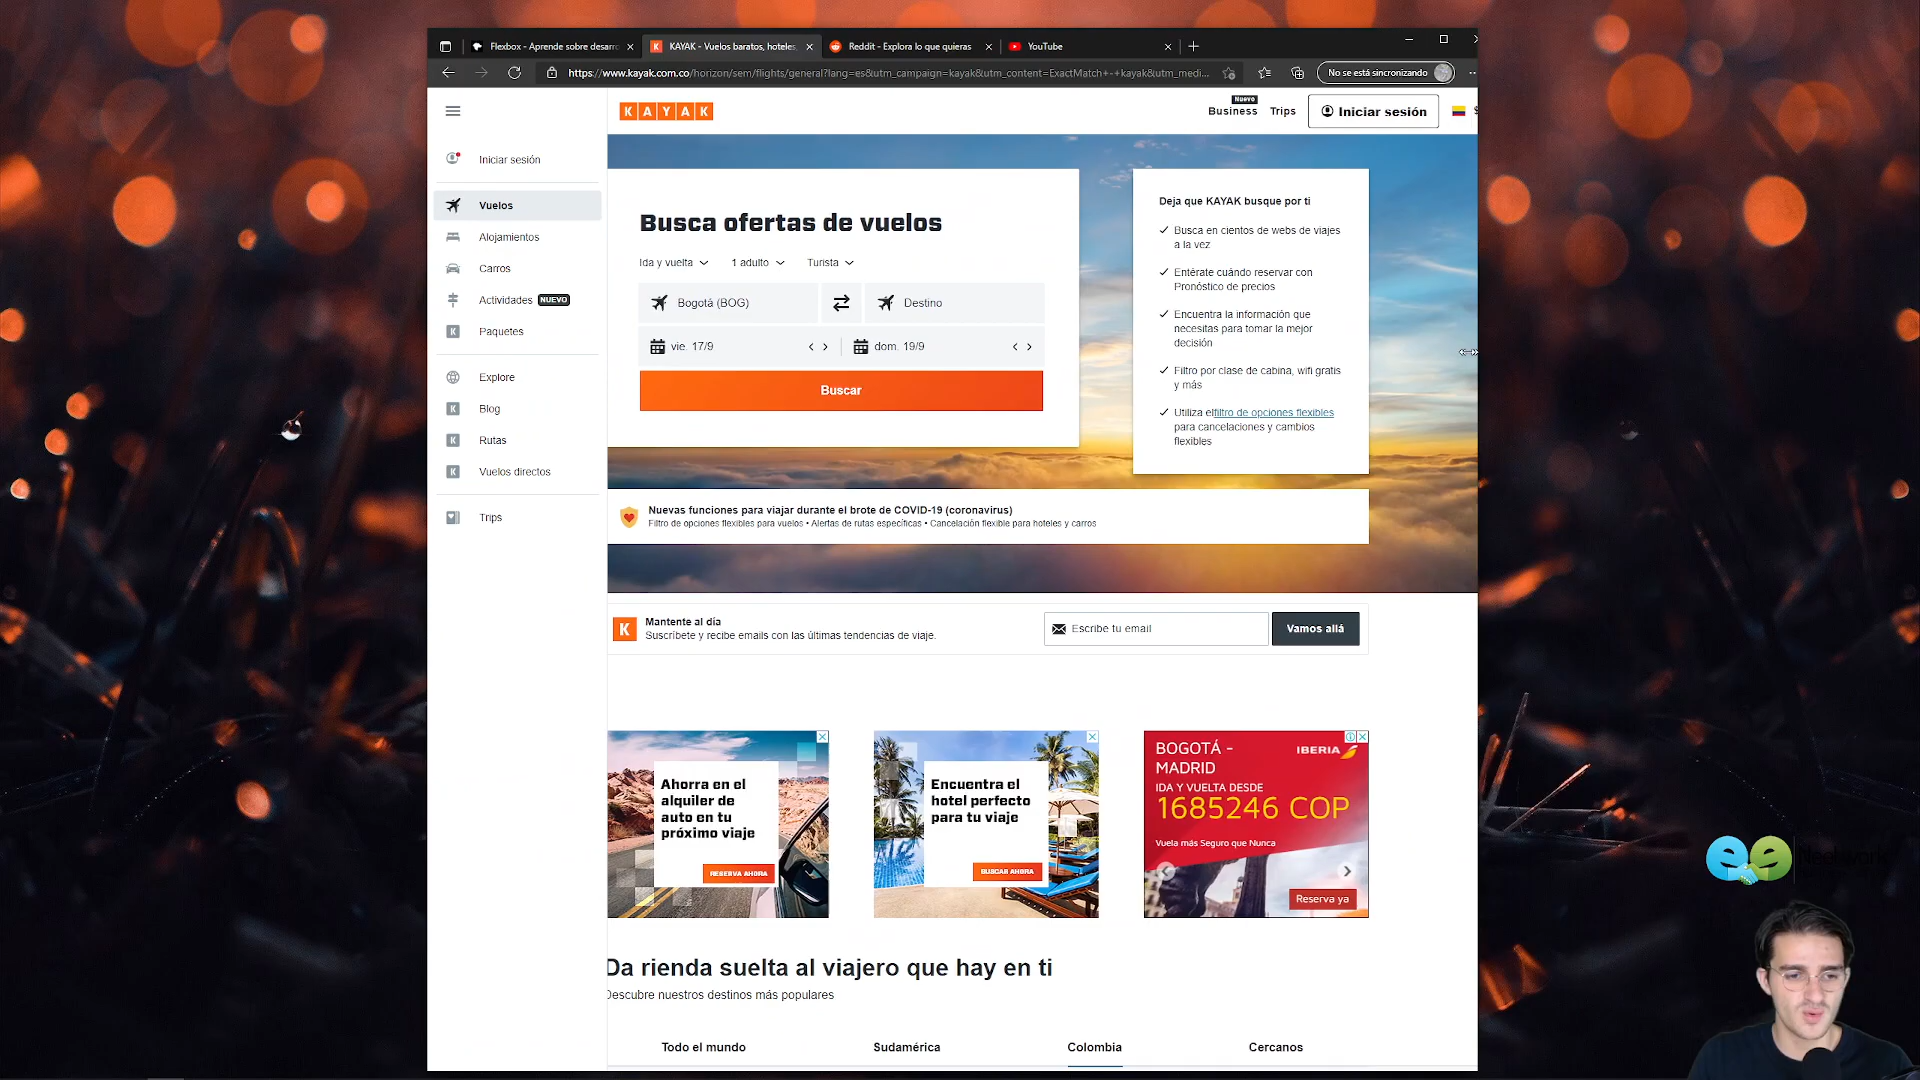 Flexbox - Aprende sobre desarro
KAYAK - Vuelos baratos, hoteles,
Reddit - Explora lo que quieras
YouTube
https://www.kayak.com.co/horizon/sem/flights/general?lang=es&utm_campaign=kayak&utm_content=ExactMatch+-+kayak&utm_medi...
No se está sincronizando
KAYAK
Nuevo
Business
Trips
Iniciar sesión
Iniciar sesión
Vuelos
Alojamientos
Carros
Actividades NUEVO
Paquetes
Explore
Blog
Rutas
Vuelos directos
Trips
Busca ofertas de vuelos
Ida y vuelta
1 adulto
Turista
Bogotá (BOG)
Destino
vie. 17/9
dom. 19/9
Buscar
Deja que KAYAK busque por ti
Busca en cientos de webs de viajes
a la vez
Entérate cuándo reservar con
Pronóstico de precios
Encuentra la información que
necesitas para tomar la mejor
decisión
Filtro por clase de cabina, wifi gratis
y más
Utiliza elfiltro de opciones flexibles
para cancelaciones y cambios
flexibles
Nuevas funciones para viajar durante el brote de COVID-19 (coronavirus)
Filtro de opciones flexibles para vuelos • Alertas de rutas específicas • Cancelación flexible para hoteles y carros
K
Mantente al día
Suscríbete y recibe emails con las últimas tendencias de viaje.
Escribe tu email
Vamos allá
Ahorra en el
alquiler de
auto en tu
próximo viaje
RESERVA AHORA
Encuentra el
hotel perfecto
para tu viaje
BUSCAR AHORA
BOGOTÁ -
MADRID
IBERIA
IDA Y VUELTA DESDE
1685246 COP
Vuela más Seguro que Nunca
Reserva ya
Da rienda suelta al viajero que hay en ti
Descubre nuestros destinos más populares
Todo el mundo
Sudamérica
Colombia
Cercanos